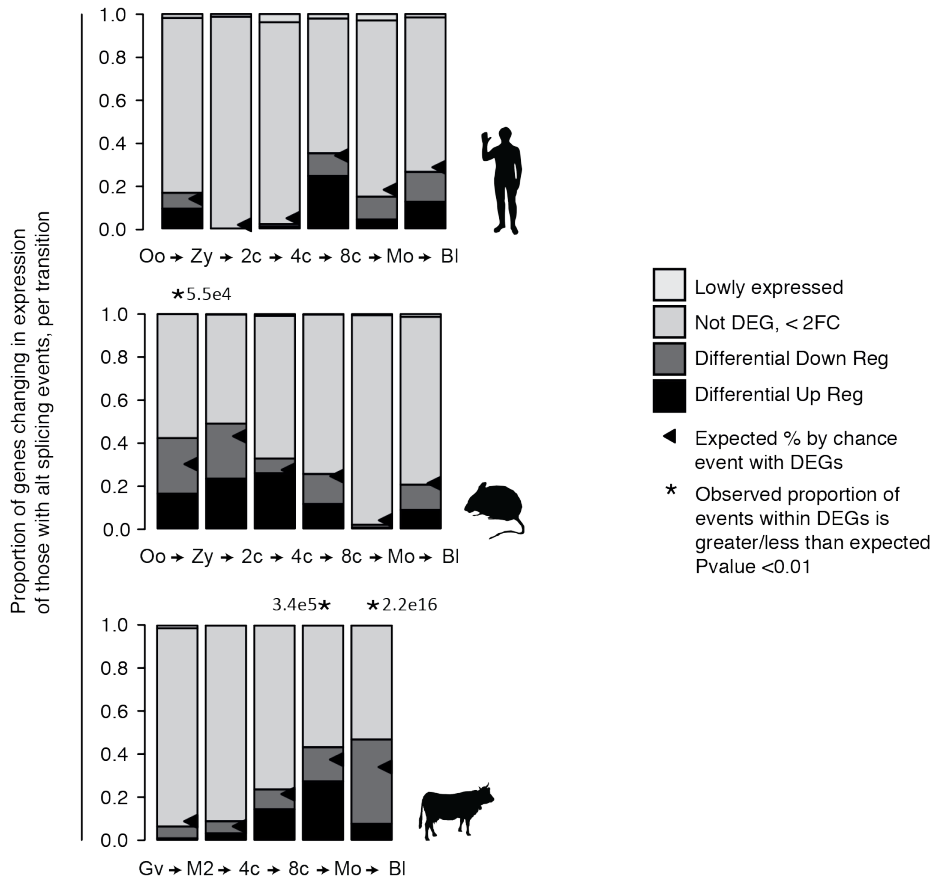 Proportion of genes changing in expression
of those with alt splicing events, per transition
1.0
0.8
0.6
0.4
0.2
0.0
Oo → Zy → 2c → 4c → 8c → Mo → Bl
*5.5e4
1.0
0.8
0.6
0.4
0.2
0.0
Oo → Zy → 2c → 4c → 8c → Mo → Bl
3.4e5* *2.2e16
1.0
0.8
0.6
0.4
0.2
0.0
Gv → M2 → 4c → 8c → Mo → Bl
Lowly expressed
Not DEG, < 2FC
Differential Down Reg
Differential Up Reg
◀ Expected % by chance
event with DEGs
* Observed proportion of
events within DEGs is
greater/less than expected
Pvalue <0.01